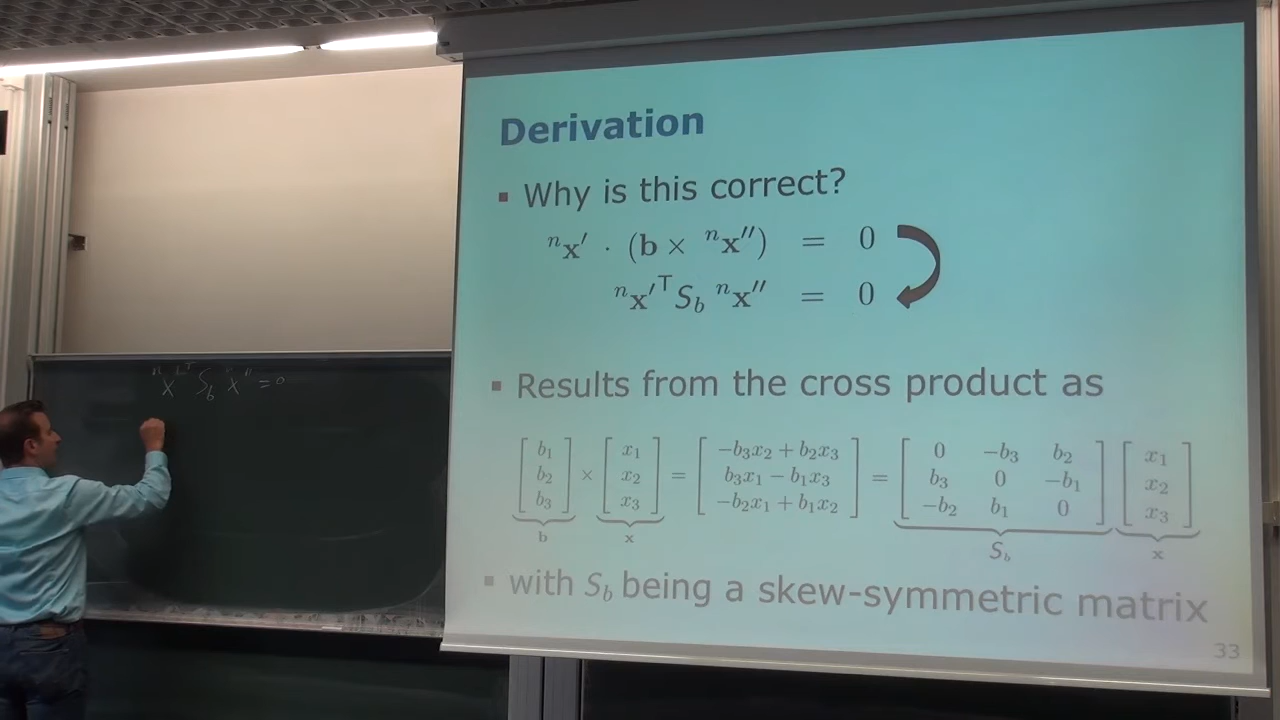 Derivation
▪ Why is this correct?
ⁿx′ · (b × ⁿx″) = 0
ⁿx′ᵀ S_b ⁿx″ = 0
▪ Results from the cross product as
[b₁ b₂ b₃] × [x₁ x₂ x₃] = [−b₃x₂ + b₂x₃ b₃x₁ − b₁x₃ −b₂x₁ + b₁x₂] = [0 −b₃ b₂ b₃ 0 −b₁ −b₂ b₁ 0] [x₁ x₂ x₃]
b x S_b x
▪ with S_b being a skew-symmetric matrix
33
ⁿx′ᵀ S_b ⁿx″ = 0